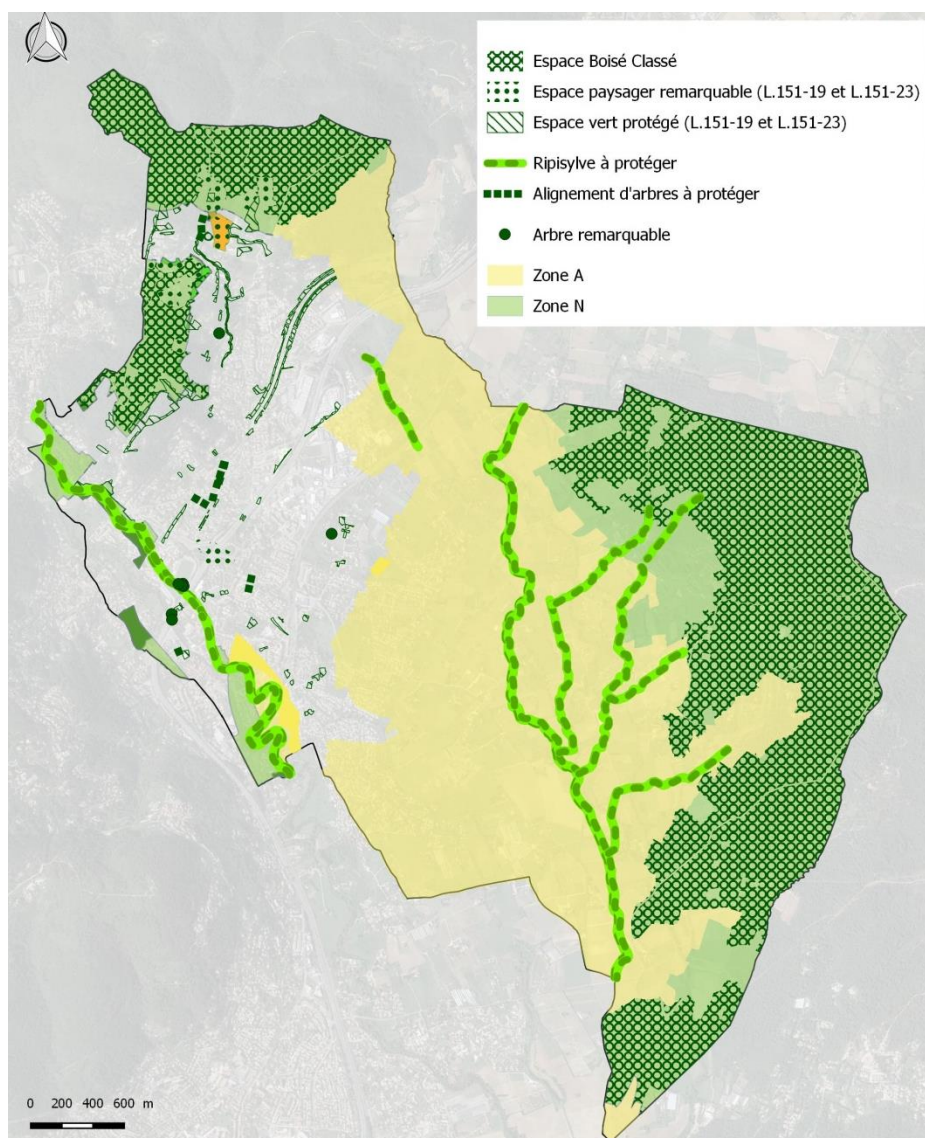 Espace Boisé Classé
Espace paysager remarquable (L.151-19 et L.151-23)
Espace vert protégé (L.151-19 et L.151-23)
Ripisylve à protéger
Alignement d'arbres à protéger
Arbre remarquable
Zone A
Zone N
0 200 400 600 m